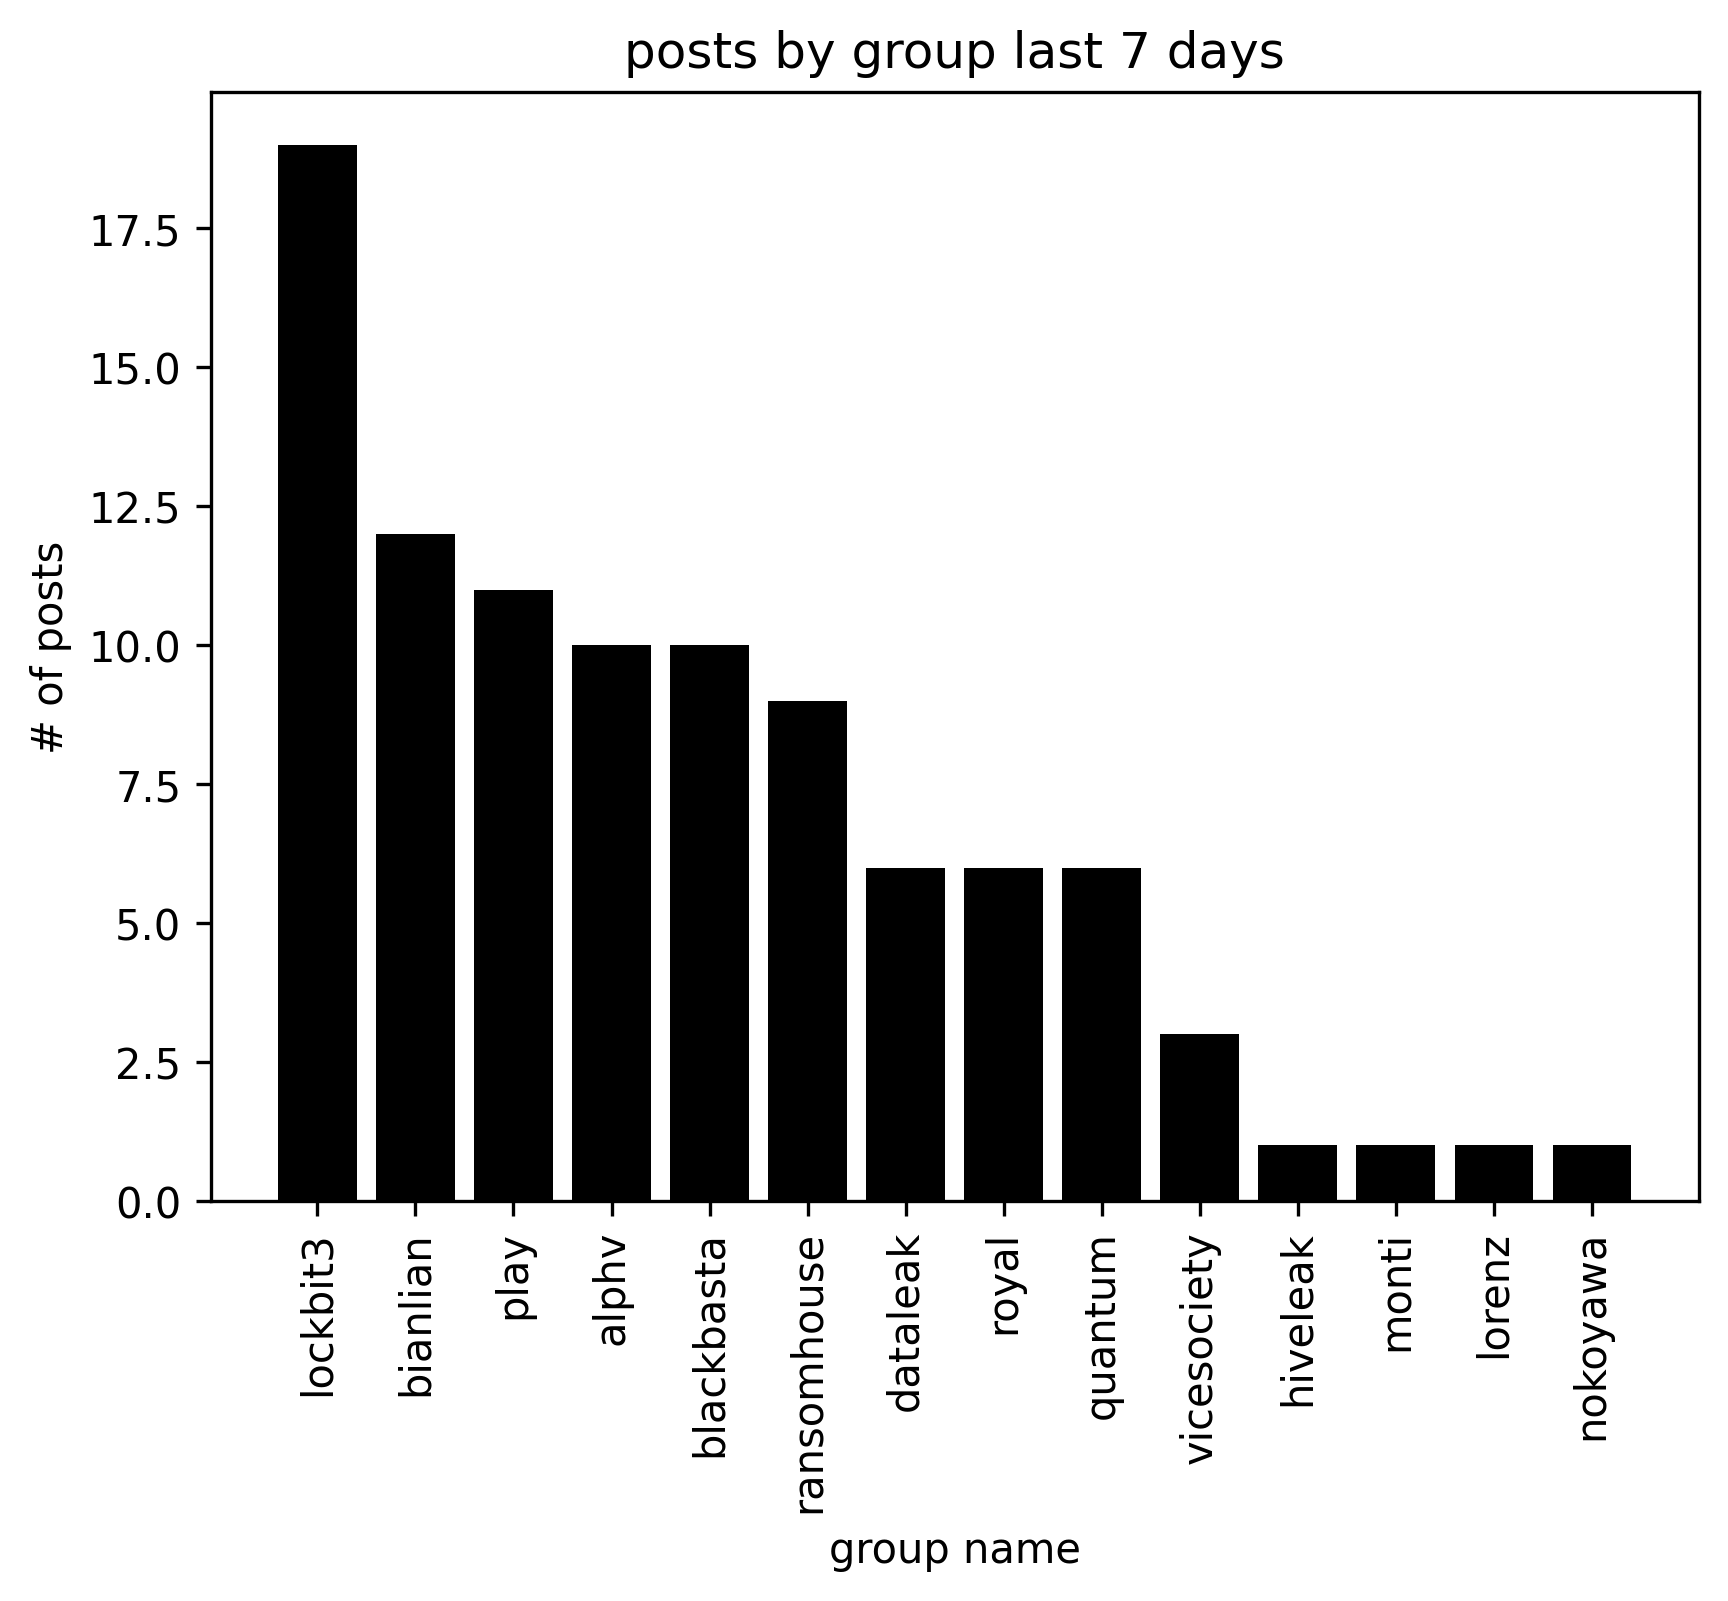 posts by group last 7 days
# of posts
17.5
15.0
12.5
10.0
7.5
5.0
2.5
0.0
lockbit3
bianlian
play
alphv
blackbasta
ransomhouse
dataleak
royal
quantum
vicesociety
hiveleak
monti
lorenz
nokoyawa
group name